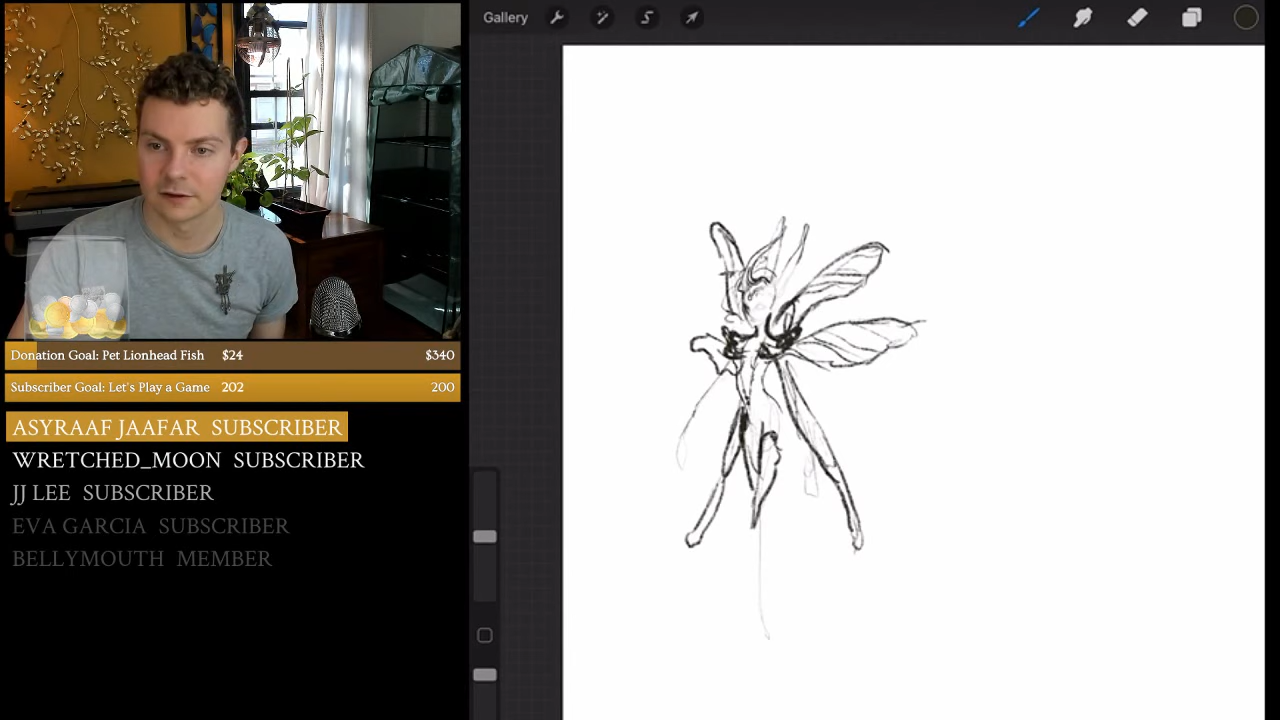 Gallery
Donation Goal: Pet Lionhead Fish $24 $340
Subscriber Goal: Let's Play a Game 202 200
ASYRAAF JAAFAR SUBSCRIBER
WRETCHED_MOON SUBSCRIBER
JJ LEE SUBSCRIBER
EVA GARCIA SUBSCRIBER
BELLYMOUTH MEMBER